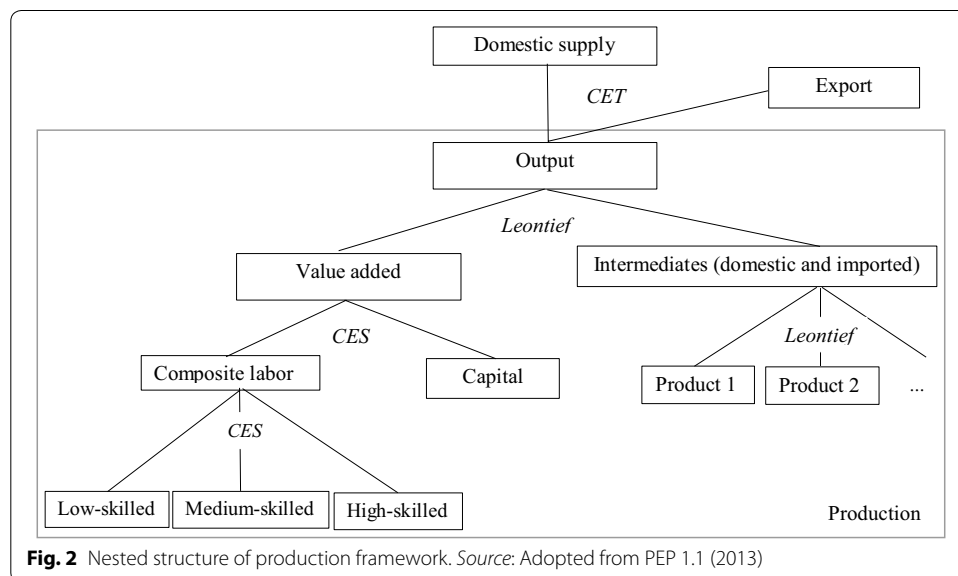 Domestic supply
CET
Export
Output
Leontief
Value added
Intermediates (domestic and imported)
CES
Leontief
Composite labor
Capital
Product 1
Product 2
...
CES
Low-skilled
Medium-skilled
High-skilled
Production
Fig. 2 Nested structure of production framework. Source: Adopted from PEP 1.1 (2013)